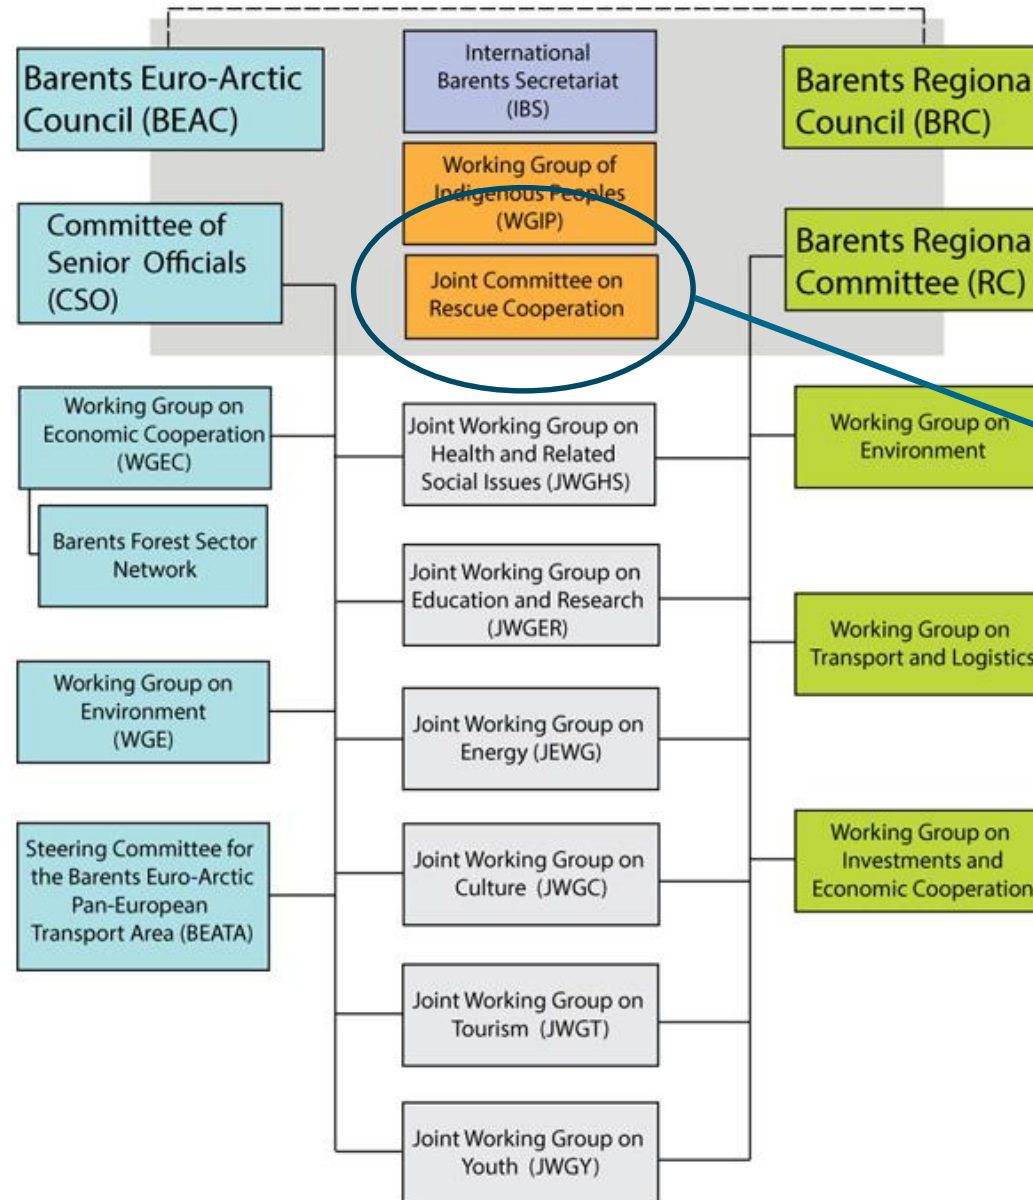 Barents Euro-Arctic
Council (BEAC)
International
Barents Secretariat
(IBS)
Barents Regiona
Council (BRC)
Working Group of
Indigenous Peoples
(WGIP)
Committee of
Senior Officials
(CSO)
Joint Committee on
Rescue Cooperation
Barents Regiona
Committee (RC)
Working Group on
Economic Cooperation
(WGEC)
Barents Forest Sector
Network
Working Group on
Environment
(WGE)
Steering Committee for
the Barents Euro-Arctic
Pan-European
Transport Area (BEATA)
Joint Working Group on
Health and Related
Social Issues (JWGHS)
Joint Working Group on
Education and Research
(JWGER)
Joint Working Group on
Energy (JEWG)
Joint Working Group on
Culture (JWGC)
Joint Working Group on
Tourism (JWGT)
Joint Working Group on
Youth (JWGY)
Working Group on
Environment
Working Group on
Transport and Logistics
Working Group on
Investments and
Economic Cooperation